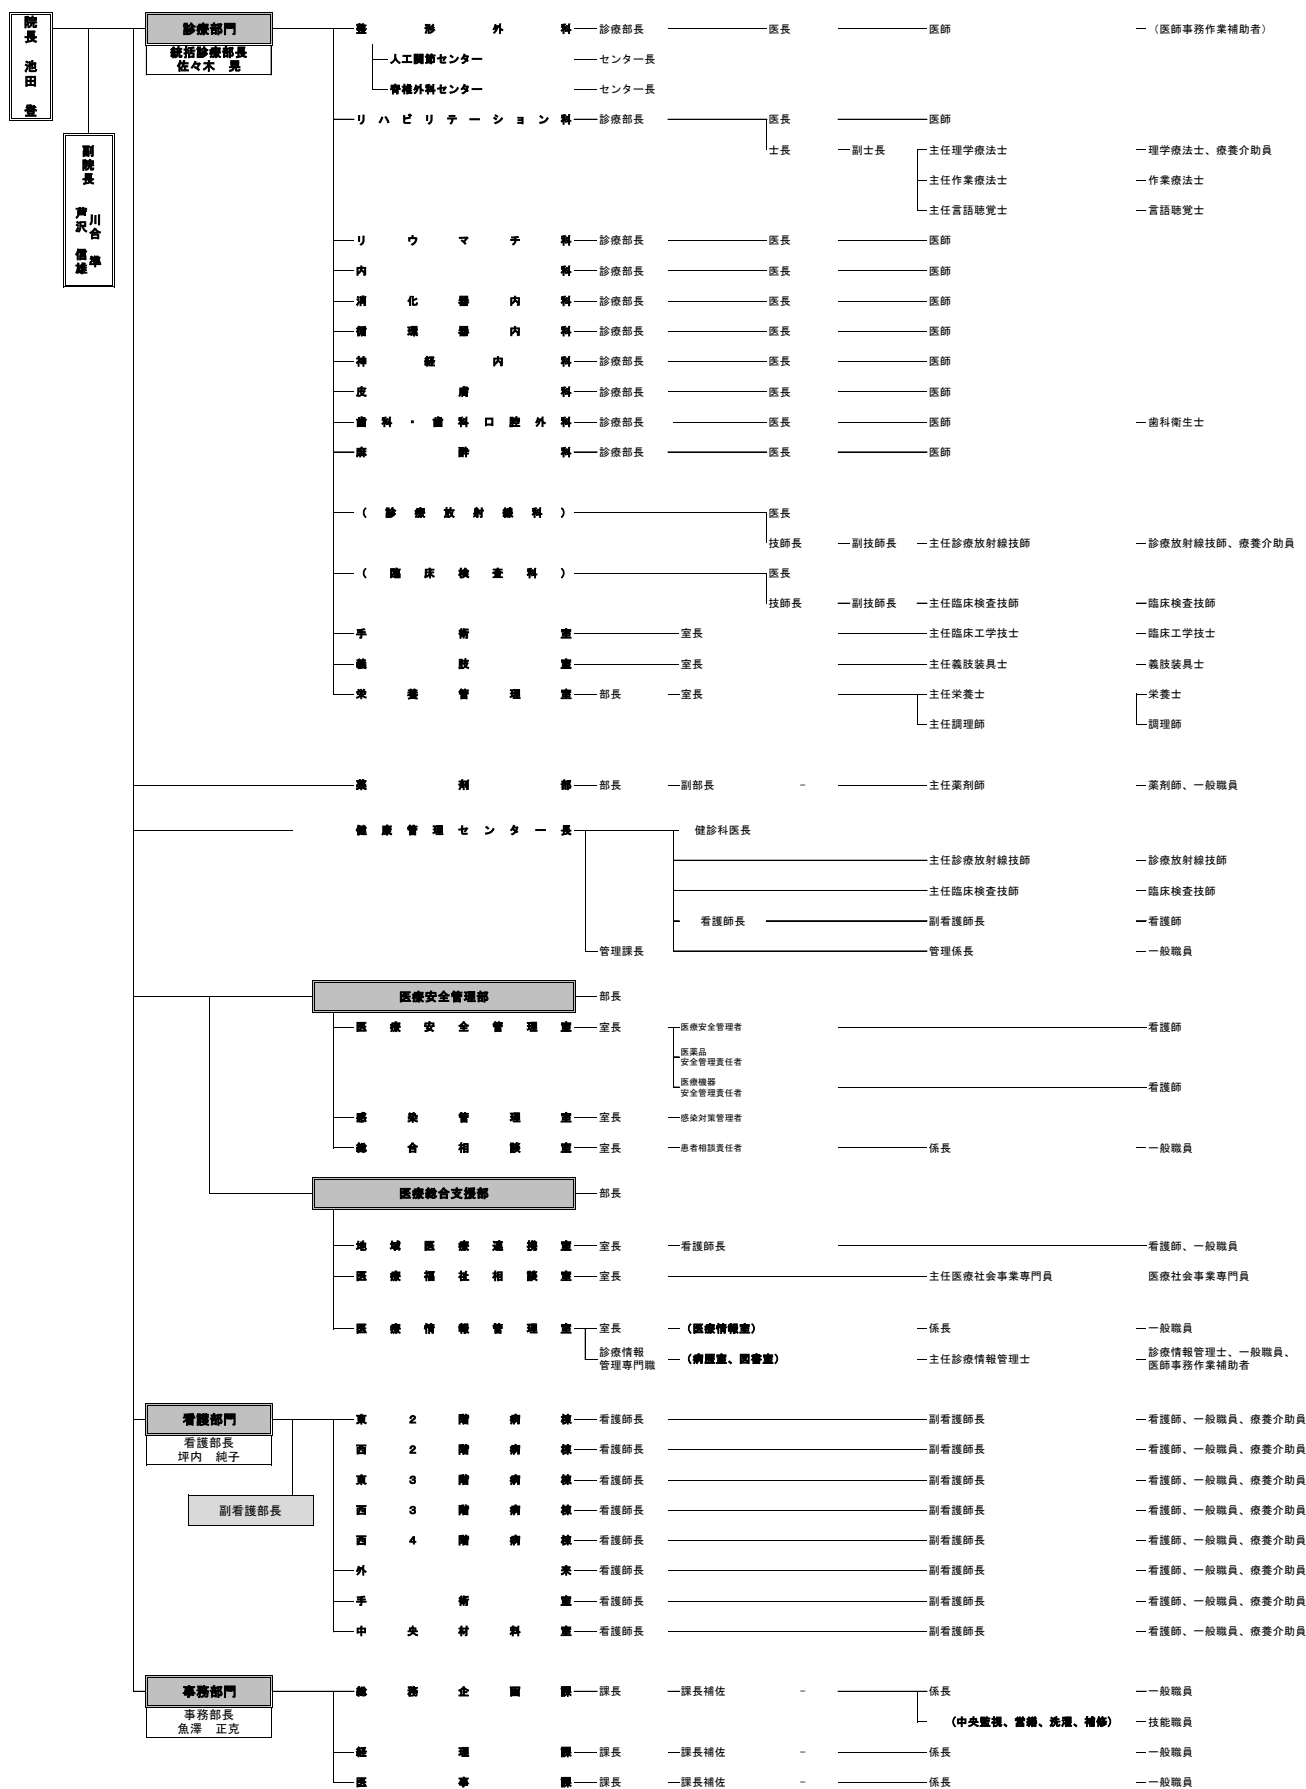 院長 池田 登
副院長 川合 準
芦沢 信雄
診療部門
統括診療部長
佐々木 晃
整形外科 診療部長 医長 医師 （医師事務作業補助者）
人工関節センター センター長
脊椎外科センター センター長
リハビリテーション科 診療部長 医長 医師
士長 副士長 主任理学療法士 理学療法士、療養介助員
主任作業療法士 作業療法士
主任言語聴覚士 言語聴覚士
リウマチ科 診療部長 医長 医師
内科 診療部長 医長 医師
消化器内科 診療部長 医長 医師
循環器内科 診療部長 医長 医師
神経内科 診療部長 医長 医師
皮膚科 診療部長 医長 医師
歯科・歯科口腔外科 診療部長 医長 医師 歯科衛生士
麻酔科 診療部長 医長 医師
（診療放射線科） 医長
技師長 副技師長 主任診療放射線技師 診療放射線技師、療養介助員
（臨床検査科） 医長
技師長 副技師長 主任臨床検査技師 臨床検査技師
手術室 室長 主任臨床工学技士 臨床工学技士
義肢室 室長 主任義肢装具士 義肢装具士
栄養管理室 部長 室長 主任栄養士 栄養士
主任調理師 調理師
薬剤部 部長 副部長 - 主任薬剤師 薬剤師、一般職員
健康管理センター長 健診科医長
主任診療放射線技師 診療放射線技師
主任臨床検査技師 臨床検査技師
看護師長 副看護師長 看護師
管理課長 管理係長 一般職員
医療安全管理部 部長
医療安全管理室 室長 医療安全管理者 看護師
医薬品
安全管理責任者
医療機器
安全管理責任者 看護師
感染管理室 室長 感染対策管理者
総合相談室 室長 患者相談責任者 係長 一般職員
医療総合支援部 部長
地域医療連携室 室長 看護師長 看護師、一般職員
医療福祉相談室 室長 主任医療社会事業専門員 医療社会事業専門員
医療情報管理室 室長 （医療情報室） 係長 一般職員
診療情報
管理専門職 （病歴室、図書室） 主任診療情報管理士 診療情報管理士、一般職員、
医師事務作業補助者
看護部門
看護部長
坪内 純子
副看護部長
東２階病棟 看護師長 副看護師長 看護師、一般職員、療養介助員
西２階病棟 看護師長 副看護師長 看護師、一般職員、療養介助員
東３階病棟 看護師長 副看護師長 看護師、一般職員、療養介助員
西３階病棟 看護師長 副看護師長 看護師、一般職員、療養介助員
西４階病棟 看護師長 副看護師長 看護師、一般職員、療養介助員
外来 看護師長 副看護師長 看護師、一般職員、療養介助員
手術室 看護師長 副看護師長 看護師、一般職員、療養介助員
中央材料室 看護師長 副看護師長 看護師、一般職員、療養介助員
事務部門
事務部長
魚澤 正克
総務企画課 課長 課長補佐 - 係長 一般職員
（中央監視、営繕、洗濯、補修） 技能職員
経理課 課長 課長補佐 - 係長 一般職員
医事課 課長 課長補佐 - 係長 一般職員